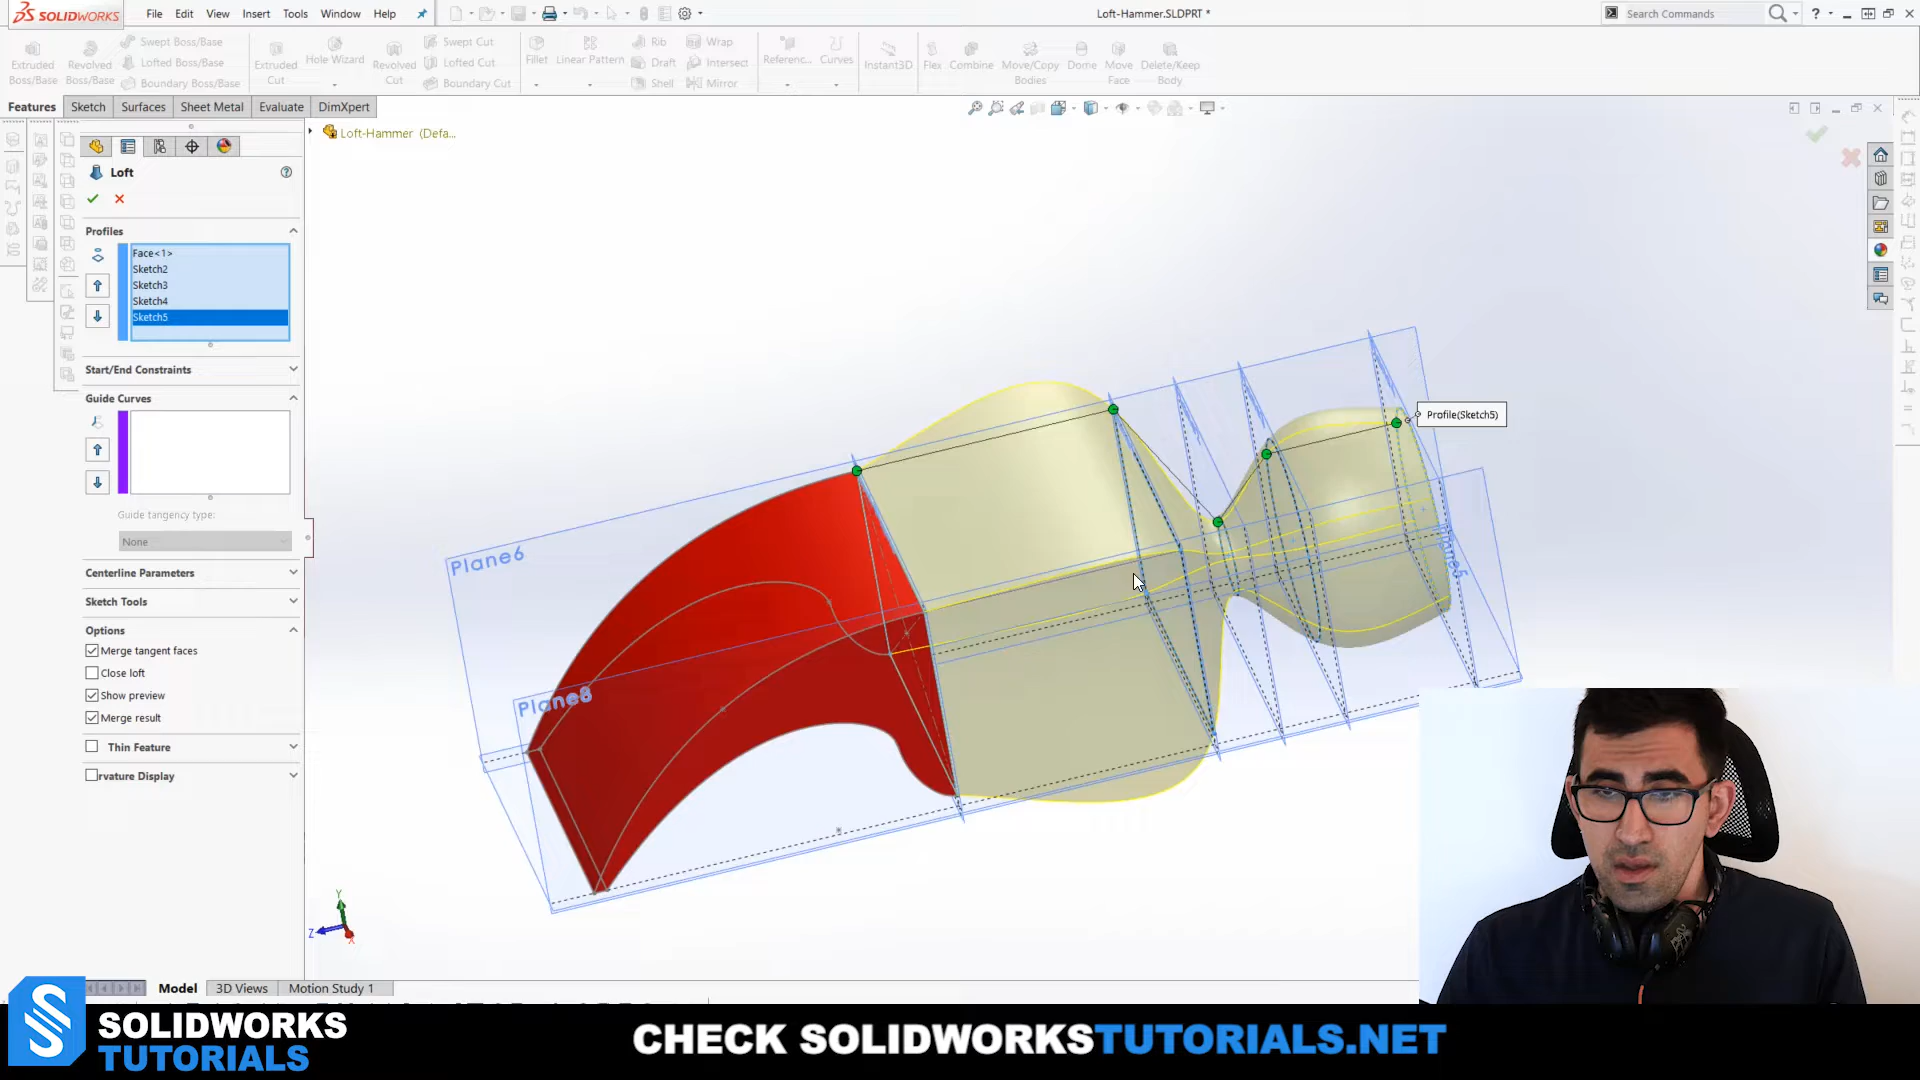 SOLIDWORKS
File Edit View Insert Tools Window Help
Loft-Hammer.SLDPRT *
Search Commands
Extruded Boss/Base
Revolved Boss/Base
Swept Boss/Base
Lofted Boss/Base
Boundary Boss/Base
Extruded Cut
Hole Wizard
Revolved Cut
Swept Cut
Lofted Cut
Boundary Cut
Fillet
Linear Pattern
Rib
Draft
Shell
Wrap
Intersect
Mirror
Referenc...
Curves
Instant3D
Flex
Combine
Move/Copy Bodies
Dome
Move Face
Delete/Keep Body
Features Sketch Surfaces Sheet Metal Evaluate DimXpert
Loft-Hammer (Defa...
Loft
Profiles
Face<1>
Sketch2
Sketch3
Sketch4
Sketch5
Start/End Constraints
Guide Curves
Guide tangency type:
None
Centerline Parameters
Sketch Tools
Options
Merge tangent faces
Close loft
Show preview
Merge result
Thin Feature
rvature Display
Profile(Sketch5)
Plane6
Plane8
Y
Z
X
Model 3D Views Motion Study 1
SOLIDWORKS
TUTORIALS
CHECK SOLIDWORKSTUTORIALS.NET